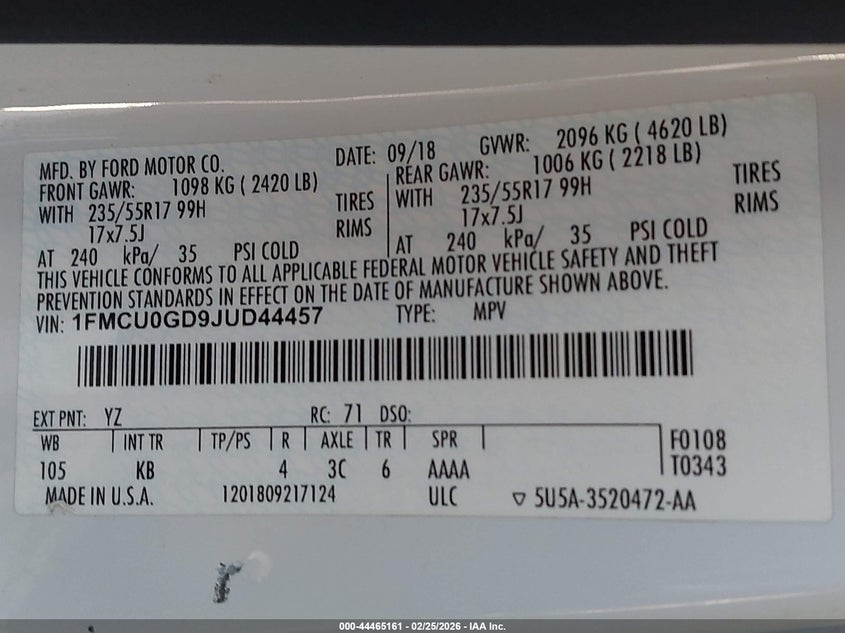 MFD. BY FORD MOTOR CO. DATE: 09/18 GVWR: 2096 KG ( 4620 LB)
FRONT GAWR: 1098 KG ( 2420 LB) REAR GAWR: 1006 KG ( 2218 LB)
WITH 235/55R17 99H TIRES WITH 235/55R17 99H TIRES
17x7.5J RIMS 17x7.5J RIMS
AT 240 kPa/ 35 PSI COLD AT 240 kPa/ 35 PSI COLD
THIS VEHICLE CONFORMS TO ALL APPLICABLE FEDERAL MOTOR VEHICLE SAFETY AND THEFT
PREVENTION STANDARDS IN EFFECT ON THE DATE OF MANUFACTURE SHOWN ABOVE.
VIN: 1FMCU0GD9JUD44457 TYPE: MPV
EXT PNT: YZ RC: 71 DSO:
WB INT TR TP/PS R AXLE TR SPR F0108
105 KB 4 3C 6 AAAA T0343
MADE IN U.S.A. 1201809217124 ULC ▽ 5U5A-3520472-AA
000-44465161 - 02/25/2026 - IAA Inc.